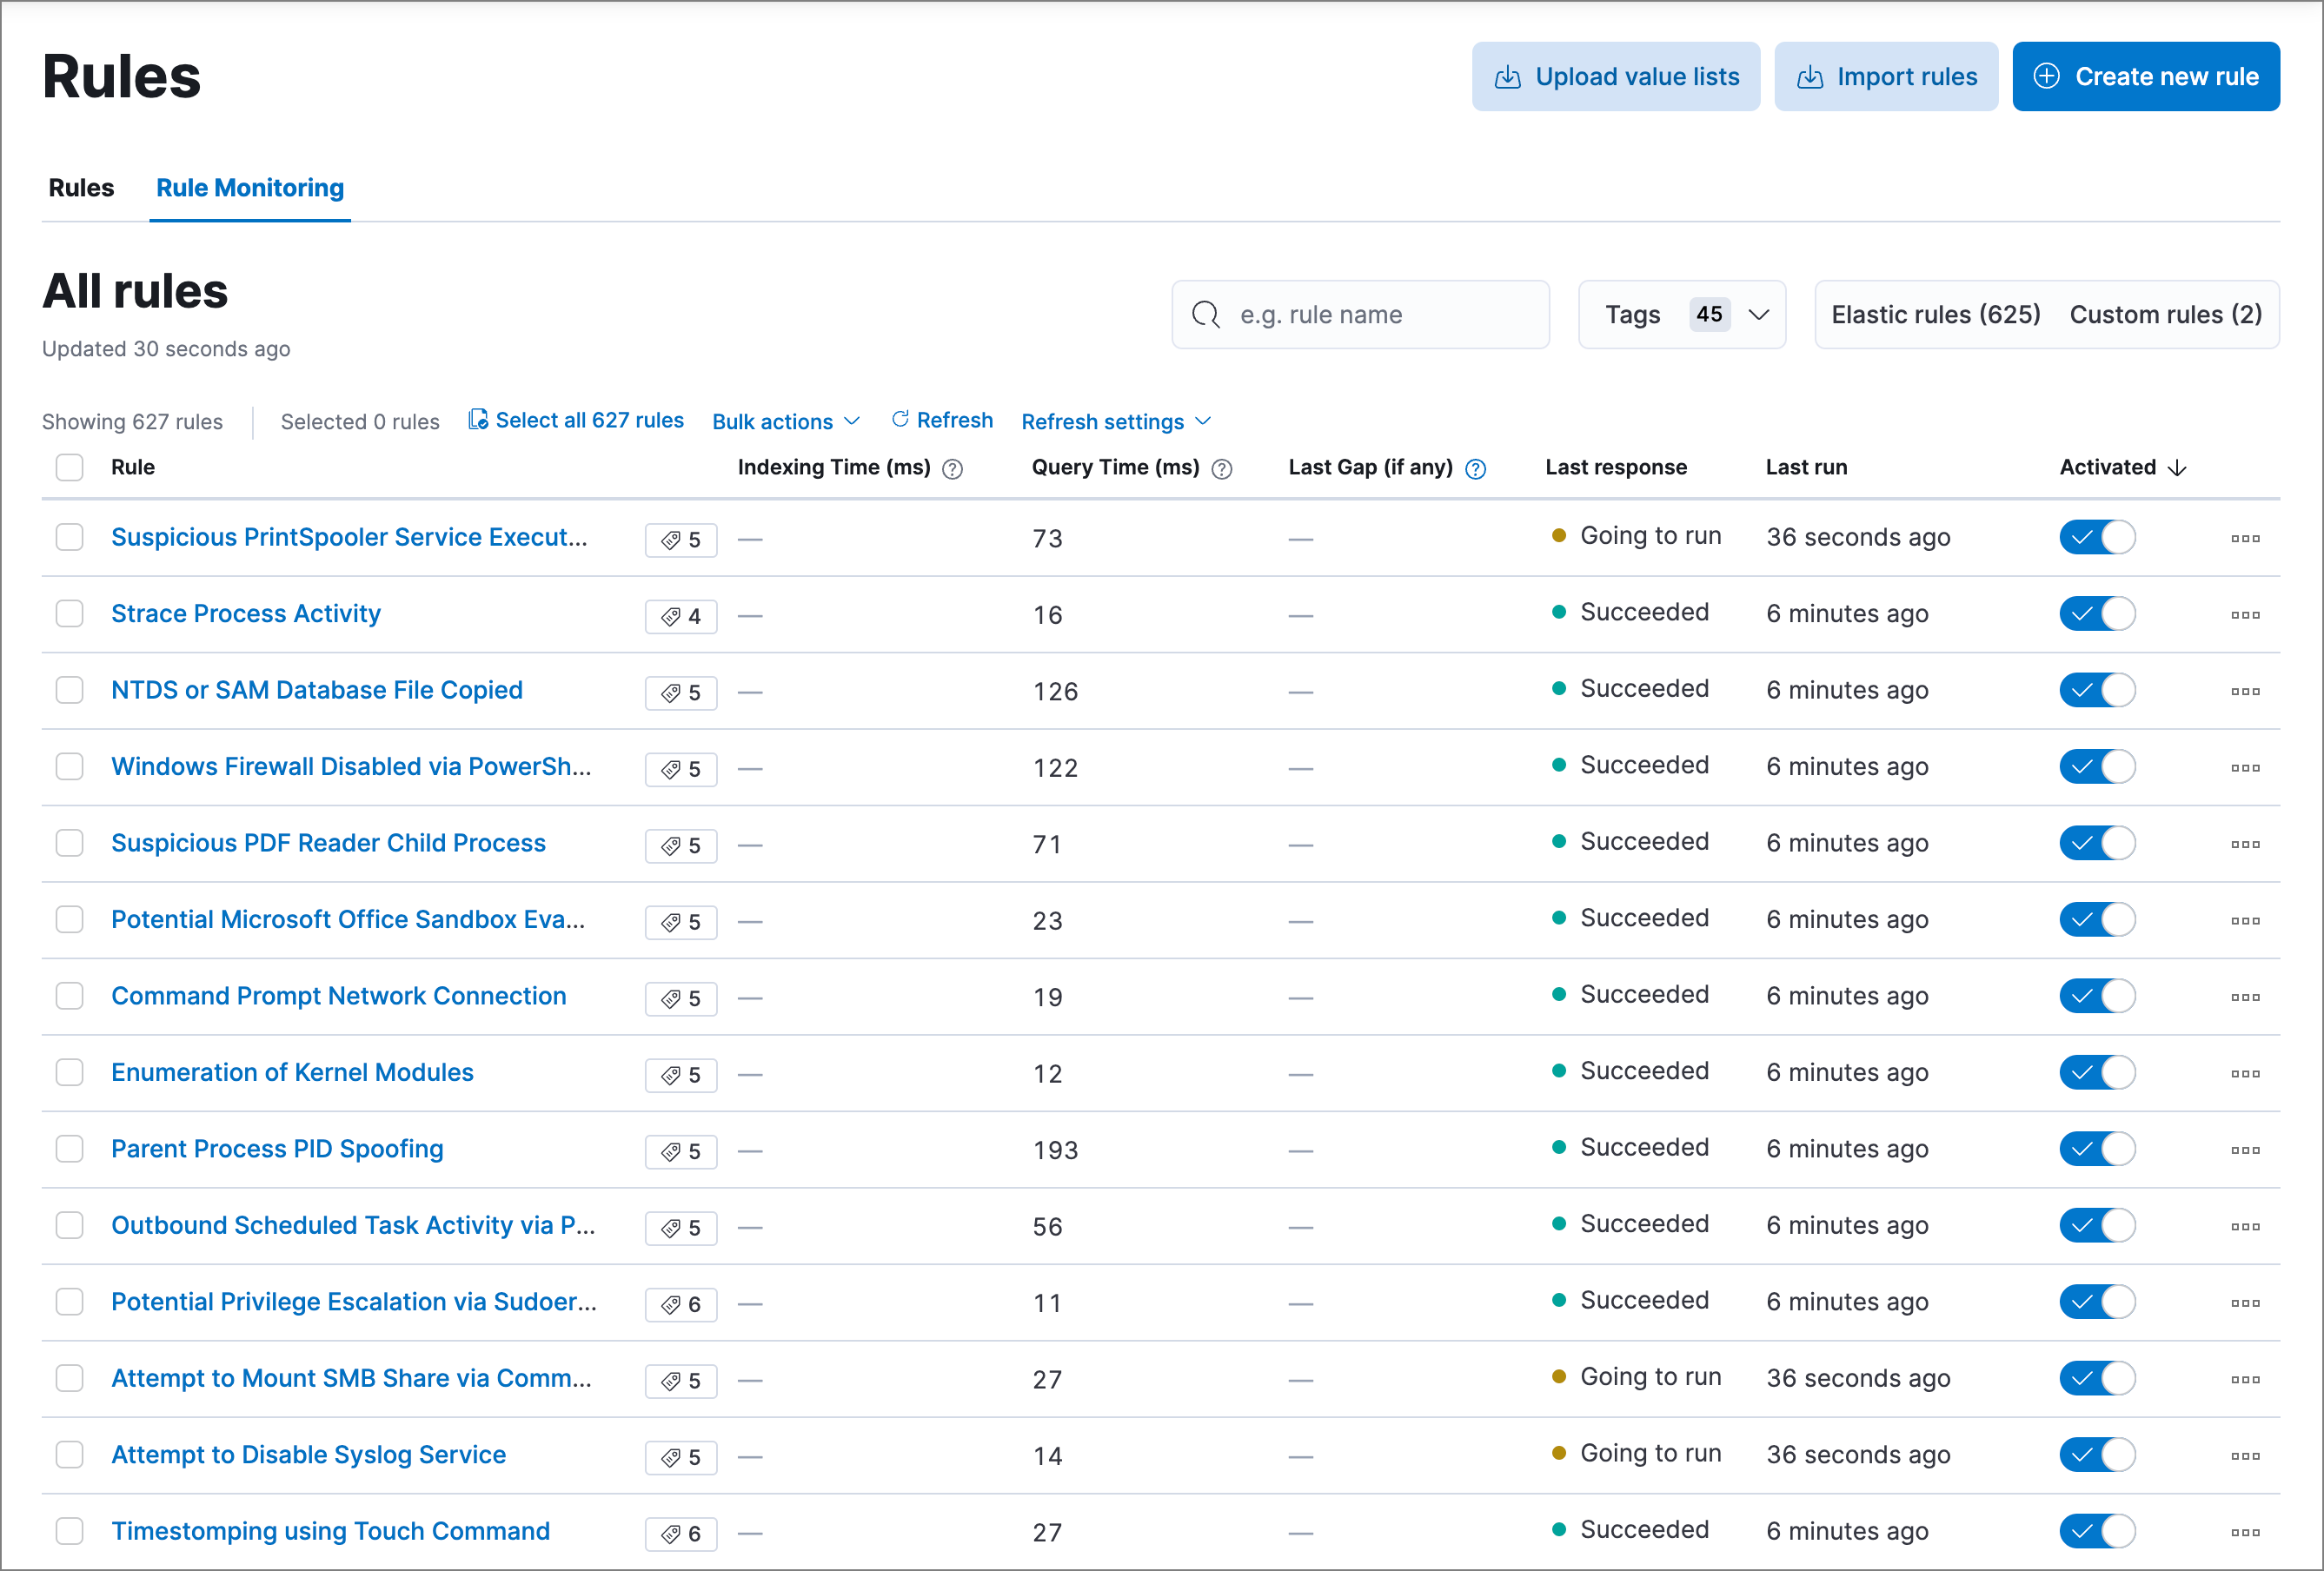 Rules
Upload value lists Import rules Create new rule
Rules Rule Monitoring
All rules
Updated 30 seconds ago
e.g. rule name Tags 45 Elastic rules (625) Custom rules (2)
Showing 627 rules Selected 0 rules Select all 627 rules Bulk actions Refresh Refresh settings
Rule Indexing Time (ms) Query Time (ms) Last Gap (if any) Last response Last run Activated
Suspicious PrintSpooler Service Execut... 5 — 73 — Going to run 36 seconds ago
Strace Process Activity 4 — 16 — Succeeded 6 minutes ago
NTDS or SAM Database File Copied 5 — 126 — Succeeded 6 minutes ago
Windows Firewall Disabled via PowerSh... 5 — 122 — Succeeded 6 minutes ago
Suspicious PDF Reader Child Process 5 — 71 — Succeeded 6 minutes ago
Potential Microsoft Office Sandbox Eva... 5 — 23 — Succeeded 6 minutes ago
Command Prompt Network Connection 5 — 19 — Succeeded 6 minutes ago
Enumeration of Kernel Modules 5 — 12 — Succeeded 6 minutes ago
Parent Process PID Spoofing 5 — 193 — Succeeded 6 minutes ago
Outbound Scheduled Task Activity via P... 5 — 56 — Succeeded 6 minutes ago
Potential Privilege Escalation via Sudoer... 6 — 11 — Succeeded 6 minutes ago
Attempt to Mount SMB Share via Comm... 5 — 27 — Going to run 36 seconds ago
Attempt to Disable Syslog Service 5 — 14 — Going to run 36 seconds ago
Timestomping using Touch Command 6 — 27 — Succeeded 6 minutes ago